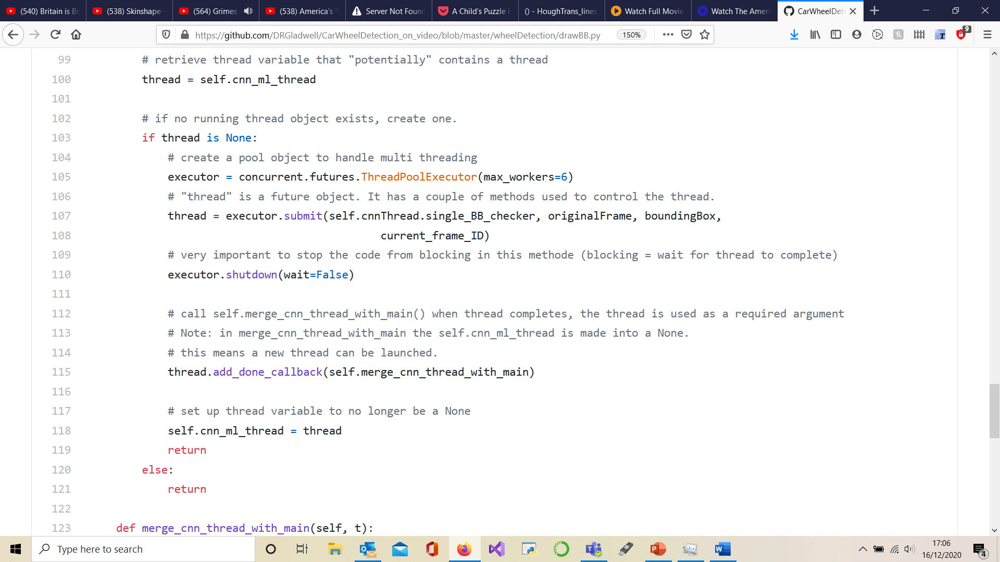 (540) Britain is Be
(538) Skinshape -
(564) Grimes
(538) America's "
Server Not Foun
A Child's Puzzle H
() - HoughTrans_lines
Watch Full Movie
Watch The Ameri
CarWheelDete
https://github.com/DRGladwell/CarWheelDetection_on_video/blob/master/wheelDetection/drawBB.py
150%
9
99 # retrieve thread variable that "potentially" contains a thread
100 thread = self.cnn_ml_thread
101
102 # if no running thread object exists, create one.
103 if thread is None:
104 # create a pool object to handle multi threading
105 executor = concurrent.futures.ThreadPoolExecutor(max_workers=6)
106 # "thread" is a future object. It has a couple of methods used to control the thread.
107 thread = executor.submit(self.cnnThread.single_BB_checker, originalFrame, boundingBox,
108 current_frame_ID)
109 # very important to stop the code from blocking in this methode (blocking = wait for thread to complete)
110 executor.shutdown(wait=False)
111
112 # call self.merge_cnn_thread_with_main() when thread completes, the thread is used as a required argument
113 # Note: in merge_cnn_thread_with_main the self.cnn_ml_thread is made into a None.
114 # this means a new thread can be launched.
115 thread.add_done_callback(self.merge_cnn_thread_with_main)
116
117 # set up thread variable to no longer be a None
118 self.cnn_ml_thread = thread
119 return
120 else:
121 return
122
123 def merge_cnn_thread_with_main(self, t):
Type here to search
17:06
16/12/2020
4